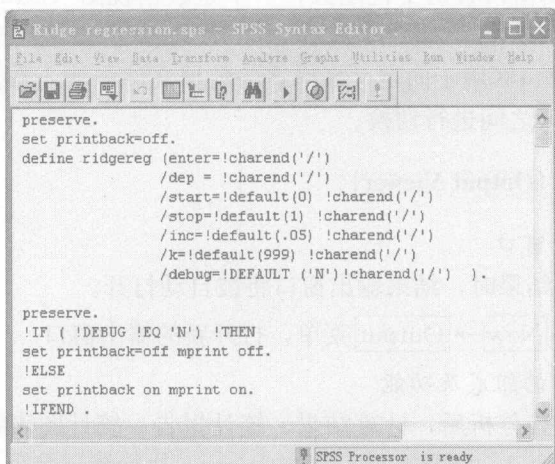 Ridge regression.sps - SPSS Syntax Editor
File Edit View Data Transform Analyze Graphs Utilities Run Window Help
preserve.
set printback=off.
define ridgereg (enter=!charend('/')
/dep = !charend('/')
/start=!default(0) !charend('/')
/stop=!default(1) !charend('/')
/inc=!default(.05) !charend('/')
/k=!default(999) !charend('/')
/debug=!DEFAULT ('N')!charend('/') ).
preserve.
!IF ( !DEBUG !EQ 'N') !THEN
set printback=off mprint off.
!ELSE
set printback on mprint on.
!IFEND .
SPSS Processor is ready